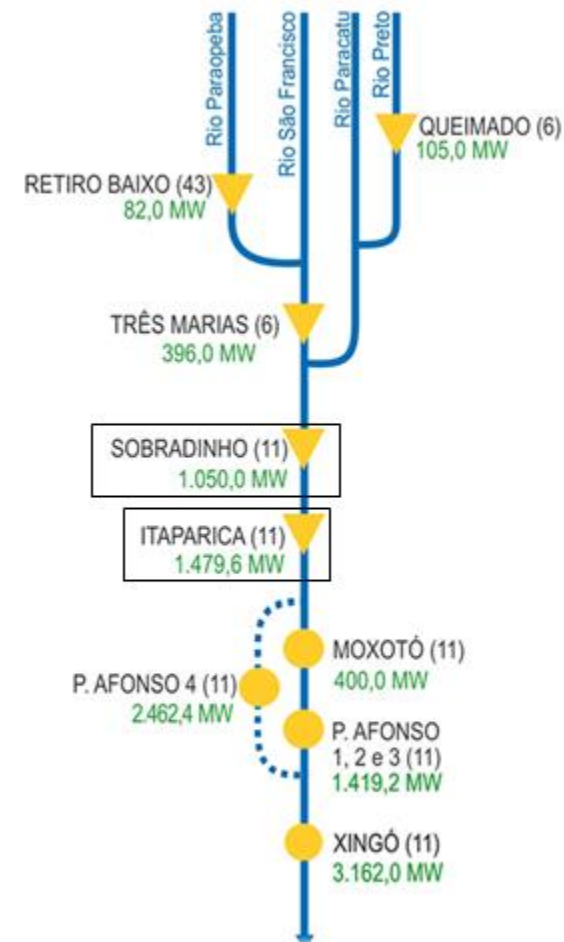 Rio Paraopeba
Rio São Francisco
Rio Paracatu
Rio Preto
QUEIMADO (6)
105,0 MW
RETIRO BAIXO (43)
82,0 MW
TRÊS MARIAS (6)
396,0 MW
SOBRADINHO (11)
1.050,0 MW
ITAPARICA (11)
1.479,6 MW
MOXOTÓ (11)
400,0 MW
P. AFONSO 4 (11)
2.462,4 MW
P. AFONSO
1, 2 e 3 (11)
1.419,2 MW
XINGÓ (11)
3.162,0 MW